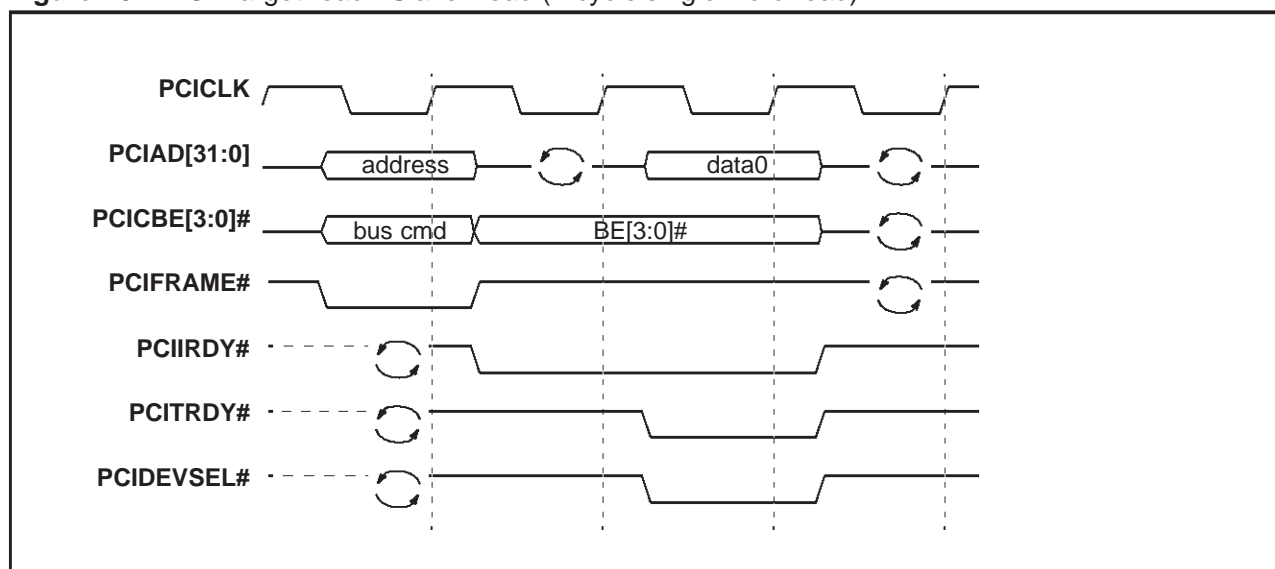 PCICLK
PCIAD[31:0]
address
data0
PCICBE[3:0]#
bus cmd
BE[3:0]#
PCIFRAME#
PCIIRDY#
PCITRDY#
PCIDEVSEL#